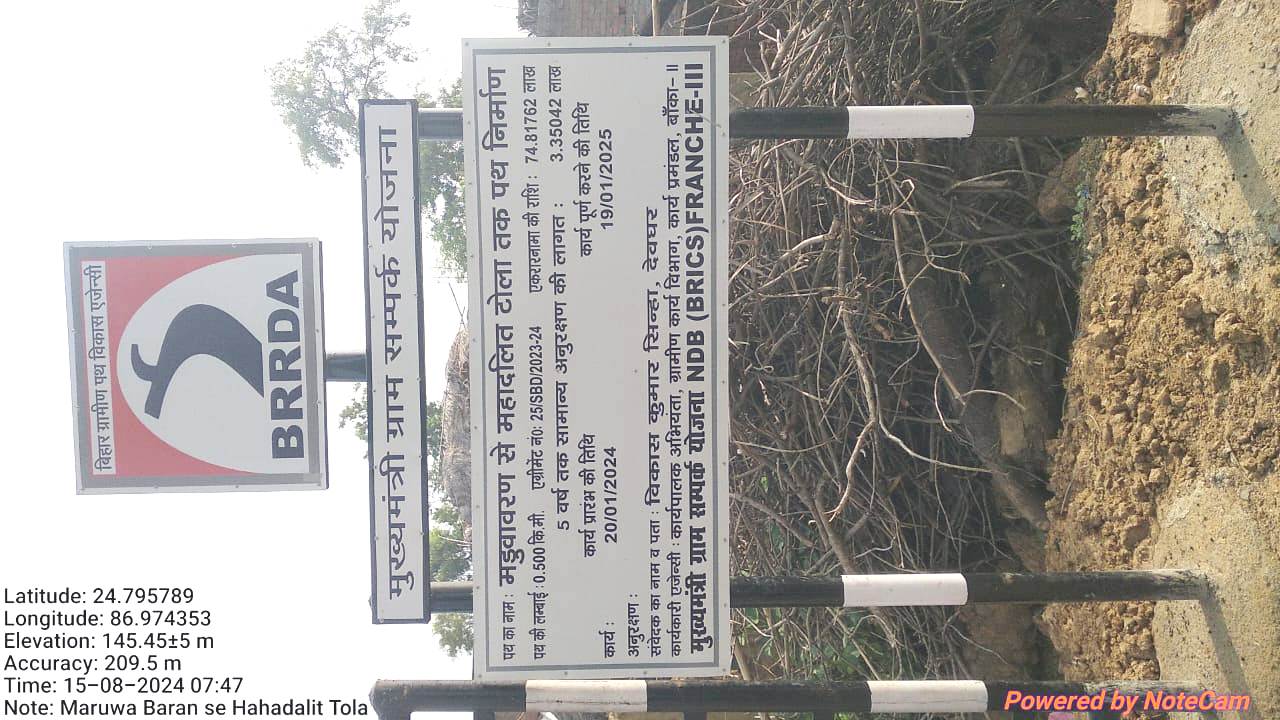 बिहार ग्रामीण पथ विकास एजेन्सी
BRRDA
मुख्यमंत्री ग्राम सम्पर्क योजना
पथ का नाम : मडुवावरण से महादलित टोला तक पथ निर्माण
पथ की लम्बाई : 0.500 कि.मी. एग्रीमेंट नं0: 25/SBD/2023-24 एकरारनामा की राशि : 74.81762 लाख
5 वर्ष तक सामान्य अनुरक्षण की लागत : 3.35042 लाख
कार्य प्रारंभ की तिथि कार्य पूर्ण करने की तिथि
कार्य : 20/01/2024 19/01/2025
अनुरक्षण :
संवेदक का नाम व पता : विकास कुमार सिन्हा, देवघर
कार्यकारी एजेन्सी : कार्यपालक अभियंता, ग्रामीण कार्य विभाग, कार्य प्रमंडल, बाँका-॥
मुख्यमंत्री ग्राम सम्पर्क योजना NDB (BRICS)FRANCHE-III
Latitude: 24.795789
Longitude: 86.974353
Elevation: 145.45±5 m
Accuracy: 209.5 m
Time: 15-08-2024 07:47
Note: Maruwa Baran se Hahadalit Tola
Powered by NoteCam